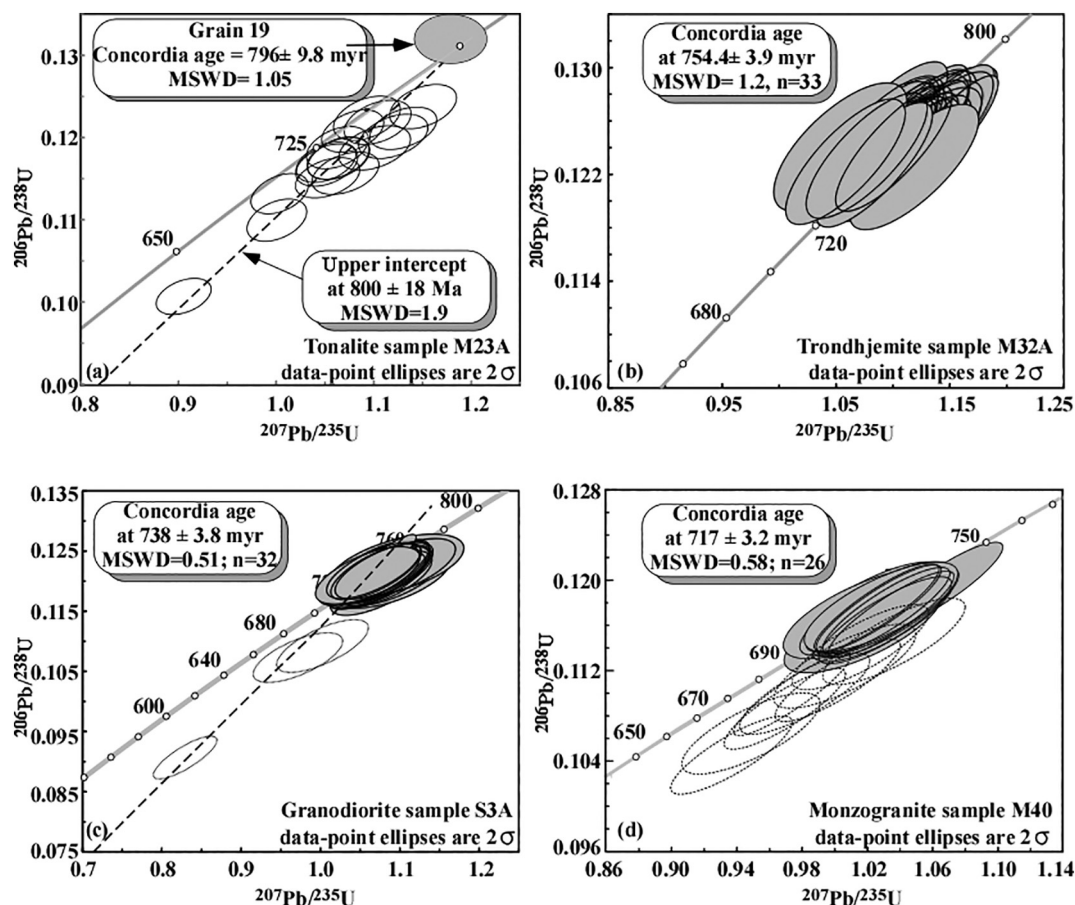 Grain 19
Concordia age = 796± 9.8 myr
MSWD= 1.05
725
650
Upper intercept
at 800 ± 18 Ma
MSWD=1.9
(a)
Tonalite sample M23A
data-point ellipses are 2 σ
0.13
0.12
0.11
0.10
0.09
0.8
0.9
1.0
1.1
1.2
206Pb/238U
207Pb/235U
Concordia age
at 754.4± 3.9 myr
MSWD= 1.2, n=33
800
720
680
(b)
Trondhjemite sample M32A
data-point ellipses are 2 σ
0.130
0.122
0.114
0.106
0.85
0.95
1.05
1.15
1.25
206Pb/238U
207Pb/235U
Concordia age
at 738 ± 3.8 myr
MSWD=0.51; n=32
800
760
680
640
600
(c)
Granodiorite sample S3A
data-point ellipses are 2 σ
0.135
0.125
0.115
0.105
0.095
0.085
0.075
0.7
0.8
0.9
1.0
1.1
1.2
206Pb/238U
207Pb/235U
Concordia age
at 717 ± 3.2 myr
MSWD=0.58; n=26
750
690
670
650
(d)
Monzogranite sample M40
data-point ellipses are 2 σ
0.128
0.120
0.112
0.104
0.096
0.86
0.90
0.94
0.98
1.02
1.06
1.10
1.14
206Pb/238U
207Pb/235U